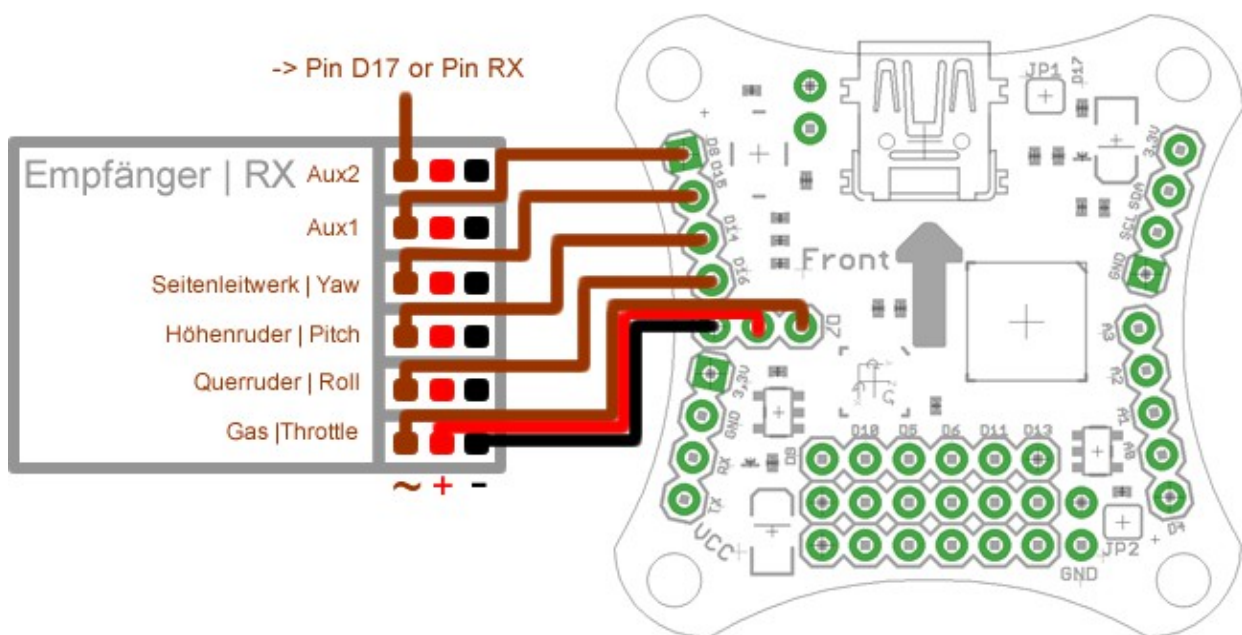 -> Pin D17 or Pin RX
Empfänger | RX
Aux2
Aux1
Seitenleitwerk | Yaw
Höhenruder | Pitch
Querruder | Roll
Gas |Throttle
~ + -
+
D8
D15
D14
D16
D7
3,3V
GND
RX
TX
VCC
Front
JP1
D17
3,3V
SDA
SCL
GND
A3
A2
A1
A0
D4
+
D9
D10
D5
D6
D11
D13
JP2
GND